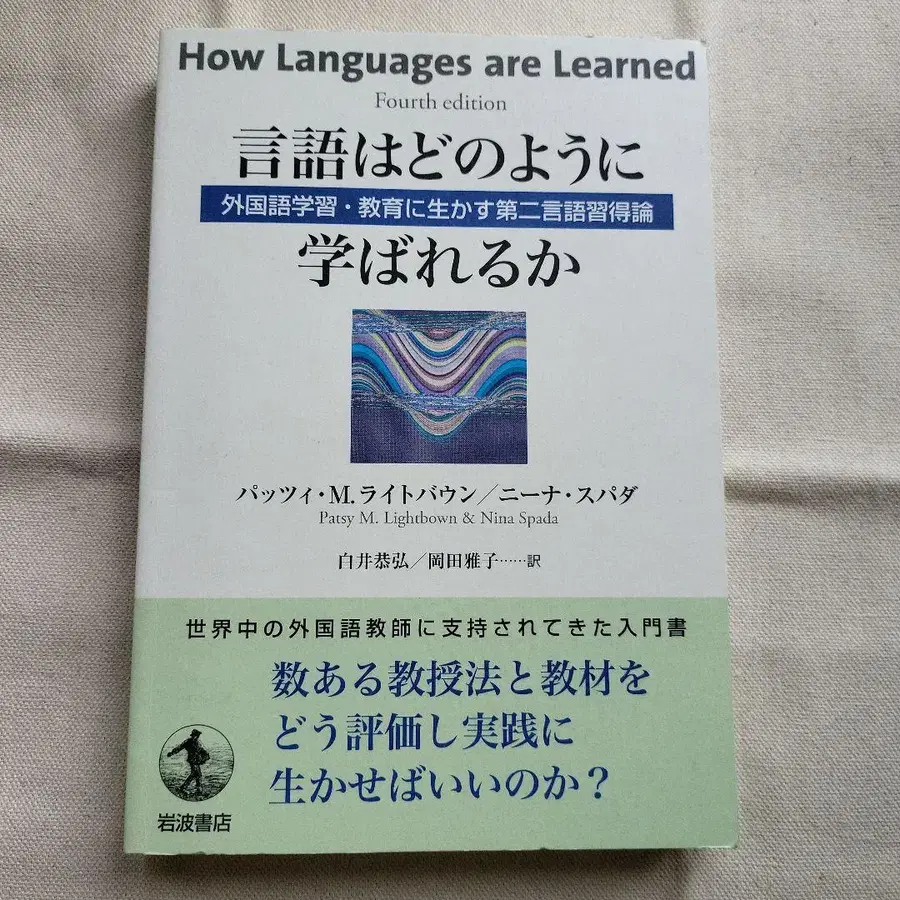 How Languages are Learned
Fourth edition
言語はどのように
外国語学習・教育に生かす第二言語習得論
学ばれるか
パッツィ・M.ライトバウン／ニーナ・スパダ
Patsy M. Lightbown & Nina Spada
白井恭弘／岡田雅子……訳
世界中の外国語教師に支持されてきた入門書
数ある教授法と教材を
どう評価し実践に
生かせばいいのか？
岩波書店